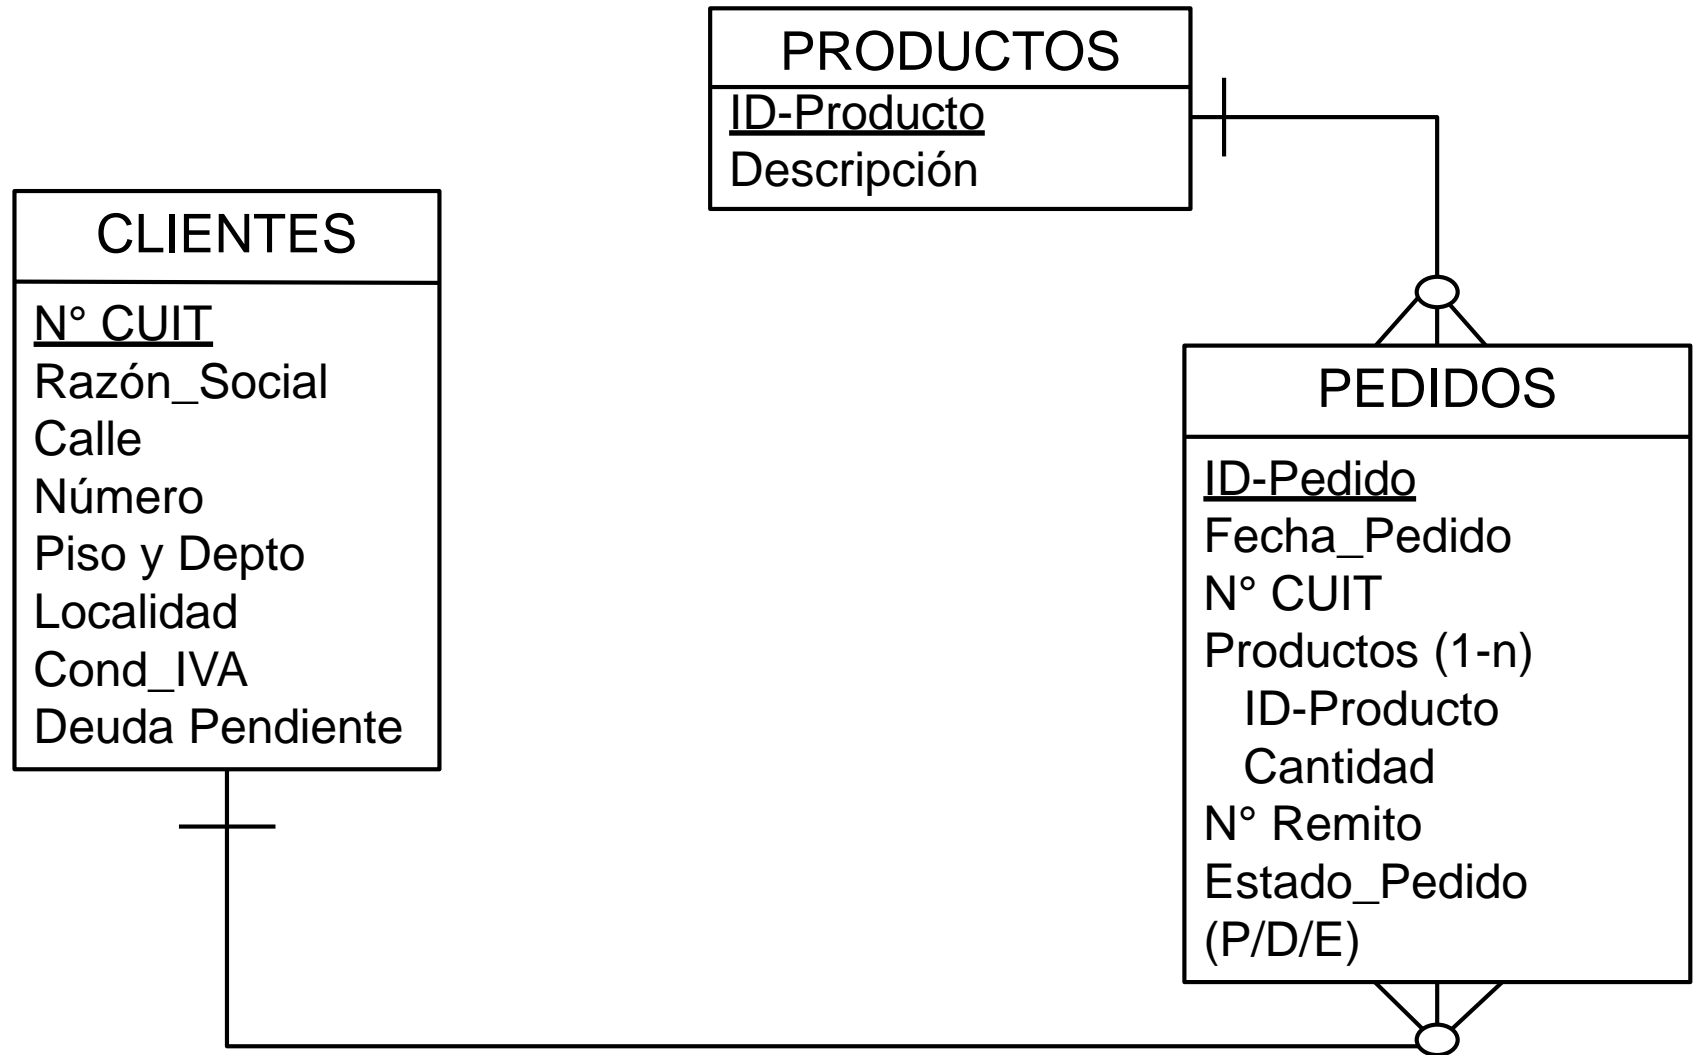 PRODUCTOS
ID-Producto
Descripción
CLIENTES
N° CUIT
Razón_Social
Calle
Número
Piso y Depto
Localidad
Cond_IVA
Deuda Pendiente
PEDIDOS
ID-Pedido
Fecha_Pedido
N° CUIT
Productos (1-n)
ID-Producto
Cantidad
N° Remito
Estado_Pedido
(P/D/E)